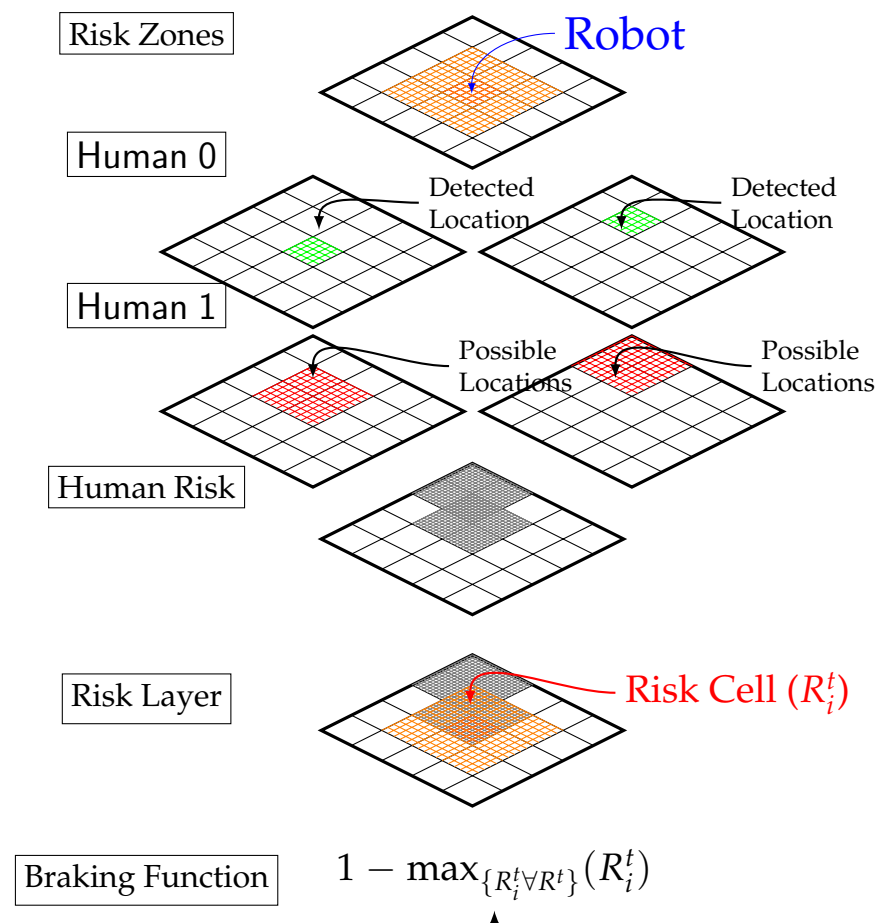 Risk Zones
Robot
Human 0
Detected
Location
Detected
Location
Human 1
Possible
Locations
Possible
Locations
Human Risk
Risk Layer
Risk Cell (R_i^t)
Braking Function
1 − max_{R_i^t∀R^t}(R_i^t)